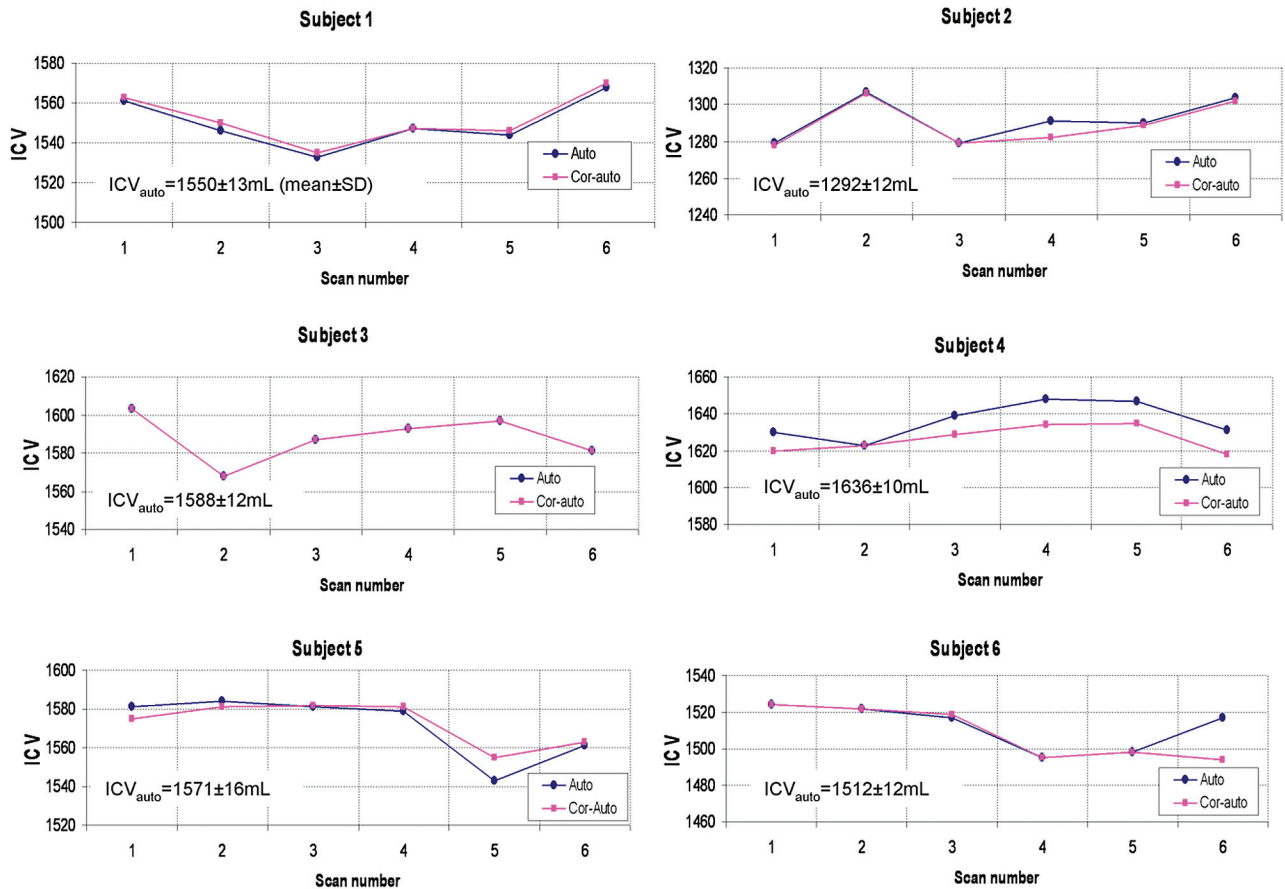 Subject 1
1580
1560
1540
1520
1500
ICV
Auto
Cor-auto
ICVauto=1550±13mL (mean±SD)
1 2 3 4 5 6
Scan number
Subject 2
1320
1300
1280
1260
1240
ICV
Auto
Cor-auto
ICVauto=1292±12mL
1 2 3 4 5 6
Scan number
Subject 3
1620
1600
1580
1560
1540
ICV
Auto
Cor-auto
ICVauto=1588±12mL
1 2 3 4 5 6
Scan number
Subject 4
1660
1640
1620
1600
1580
ICV
Auto
Cor-auto
ICVauto=1636±10mL
1 2 3 4 5 6
Scan number
Subject 5
1600
1580
1560
1540
1520
ICV
Auto
Cor-Auto
ICVauto=1571±16mL
1 2 3 4 5 6
Scan number
Subject 6
1540
1520
1500
1480
1460
ICV
Auto
Cor-auto
ICVauto=1512±12mL
1 2 3 4 5 6
Scan number